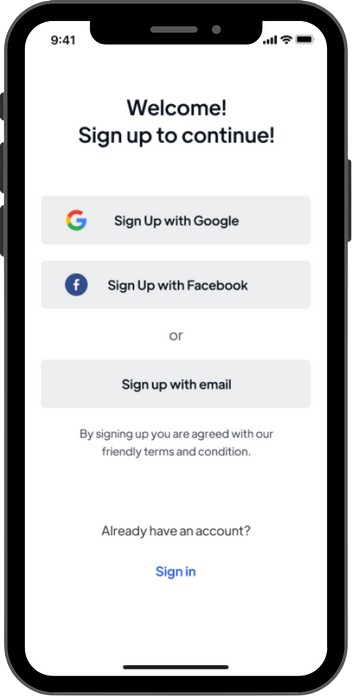 9:41
Welcome!
Sign up to continue!
Sign Up with Google
Sign Up with Facebook
or
Sign up with email
By signing up you are agreed with our
friendly terms and condition.
Already have an account?
Sign in